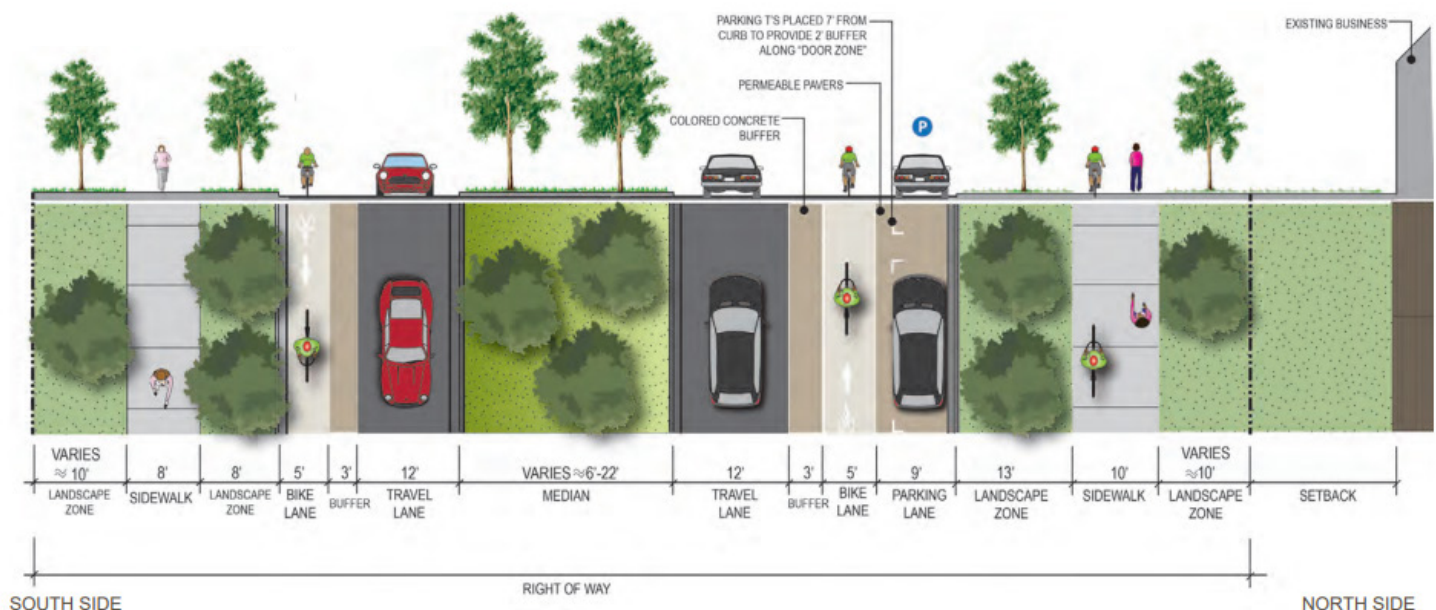 PARKING T'S PLACED 7' FROM
CURB TO PROVIDE 2' BUFFER
ALONG "DOOR ZONE"
EXISTING BUSINESS
PERMEABLE PAVERS
COLORED CONCRETE
BUFFER
P
VARIES
≈ 10'
LANDSCAPE
ZONE
8'
SIDEWALK
8'
LANDSCAPE
ZONE
5'
BIKE
LANE
3'
BUFFER
12'
TRAVEL
LANE
VARIES ≈6'-22'
MEDIAN
12'
TRAVEL
LANE
3'
BUFFER
5'
BIKE
LANE
9'
PARKING
LANE
13'
LANDSCAPE
ZONE
10'
SIDEWALK
VARIES
≈10'
LANDSCAPE
ZONE
SETBACK
RIGHT OF WAY
SOUTH SIDE
NORTH SIDE